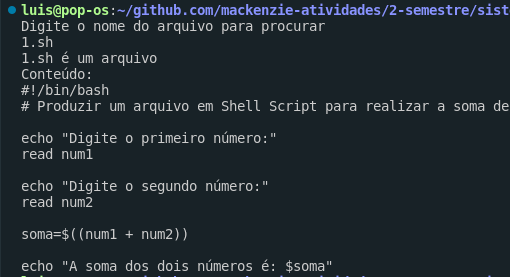 luis@pop-os:~/github.com/mackenzie-atividades/2-semestre/sist
Digite o nome do arquivo para procurar
1.sh
1.sh é um arquivo
Conteúdo:
#!/bin/bash
# Produzir um arquivo em Shell Script para realizar a soma de
echo "Digite o primeiro número:"
read num1
echo "Digite o segundo número:"
read num2
soma=$((num1 + num2))
echo "A soma dos dois números é: $soma"